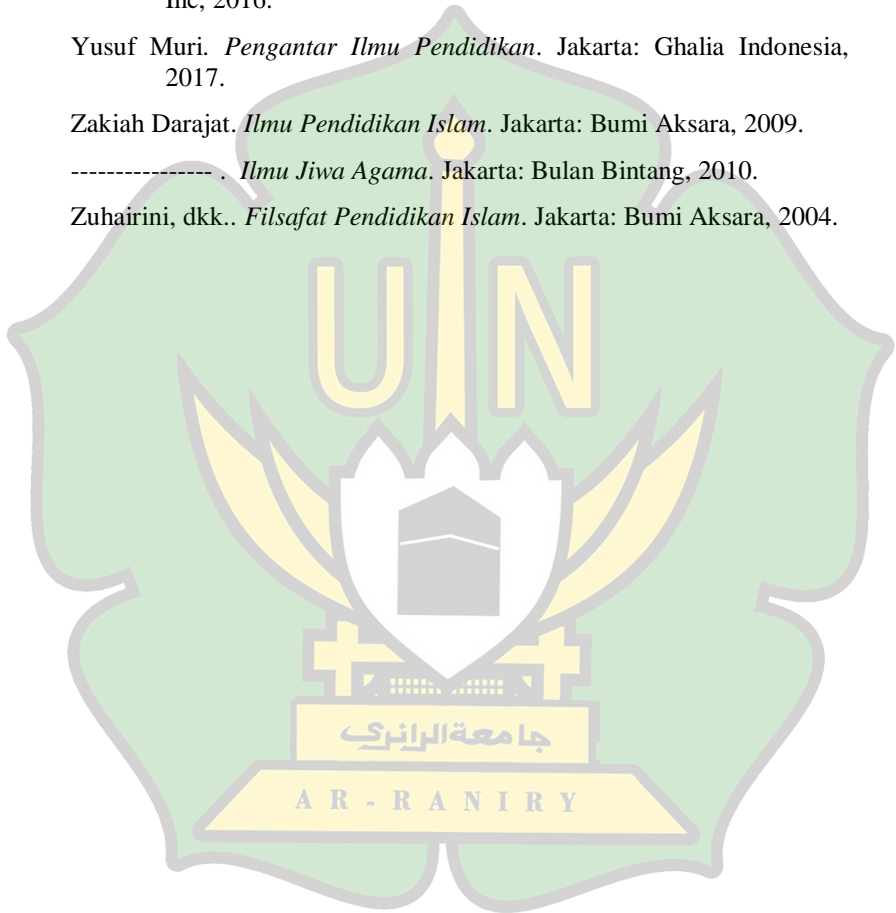 Inc, 2016.
Yusuf Muri. Pengantar Ilmu Pendidikan. Jakarta: Ghalia Indonesia,
2017.
Zakiah Darajat. Ilmu Pendidikan Islam. Jakarta: Bumi Aksara, 2009.
---------------- . Ilmu Jiwa Agama. Jakarta: Bulan Bintang, 2010.
Zuhairini, dkk.. Filsafat Pendidikan Islam. Jakarta: Bumi Aksara, 2004.
UIN
جامعة الرانري
AR-RANIRY